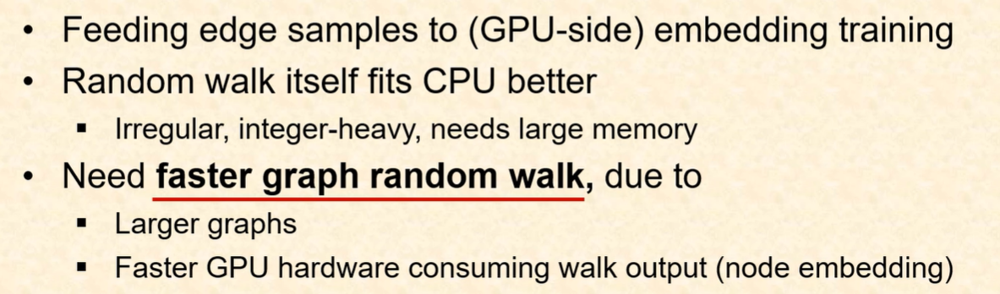 • Feeding edge samples to (GPU-side) embedding training
• Random walk itself fits CPU better
▪ Irregular, integer-heavy, needs large memory
• Need faster graph random walk, due to
▪ Larger graphs
▪ Faster GPU hardware consuming walk output (node embedding)